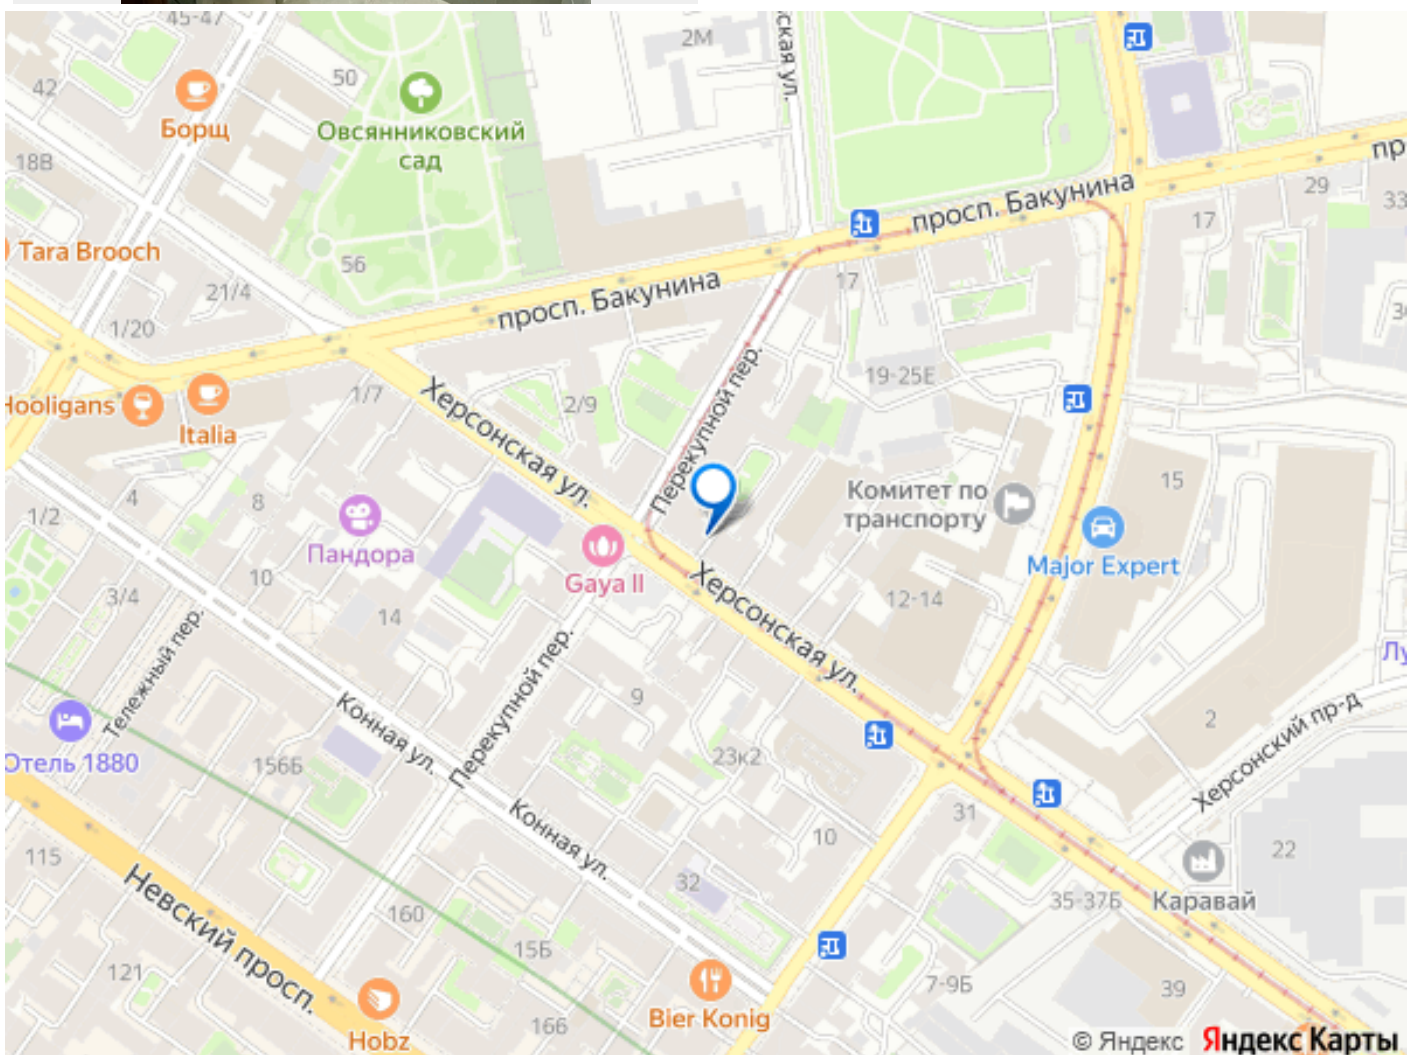 45-47
2М
ская ул.
42
50
Борщ
Овсянниковский
сад
18В
пр
29
33
просп. Бакунина
17
Tara Brooch
56
17
21/4
просп. Бакунина
1/20
Перекупной пер.
19-25Е
1/7
Херсонская ул.
2/9
Hooligans
Italia
4
8
1/2
Комитет по
транспорту
15
Пандора
Gaya II
Major Expert
10
3/4
14
Херсонская ул.
12-14
Тележный пер.
Перекупной пер.
9
Конная ул.
2
Херсонский пр-д
Отель 1880
156Б
23к2
31
10
Конная ул.
115
22
32
Невский просп.
160
35-37Б
Каравай
15Б
121
7-9Б
39
Bier Konig
166
Hobz
© Яндекс Яндекс Карты